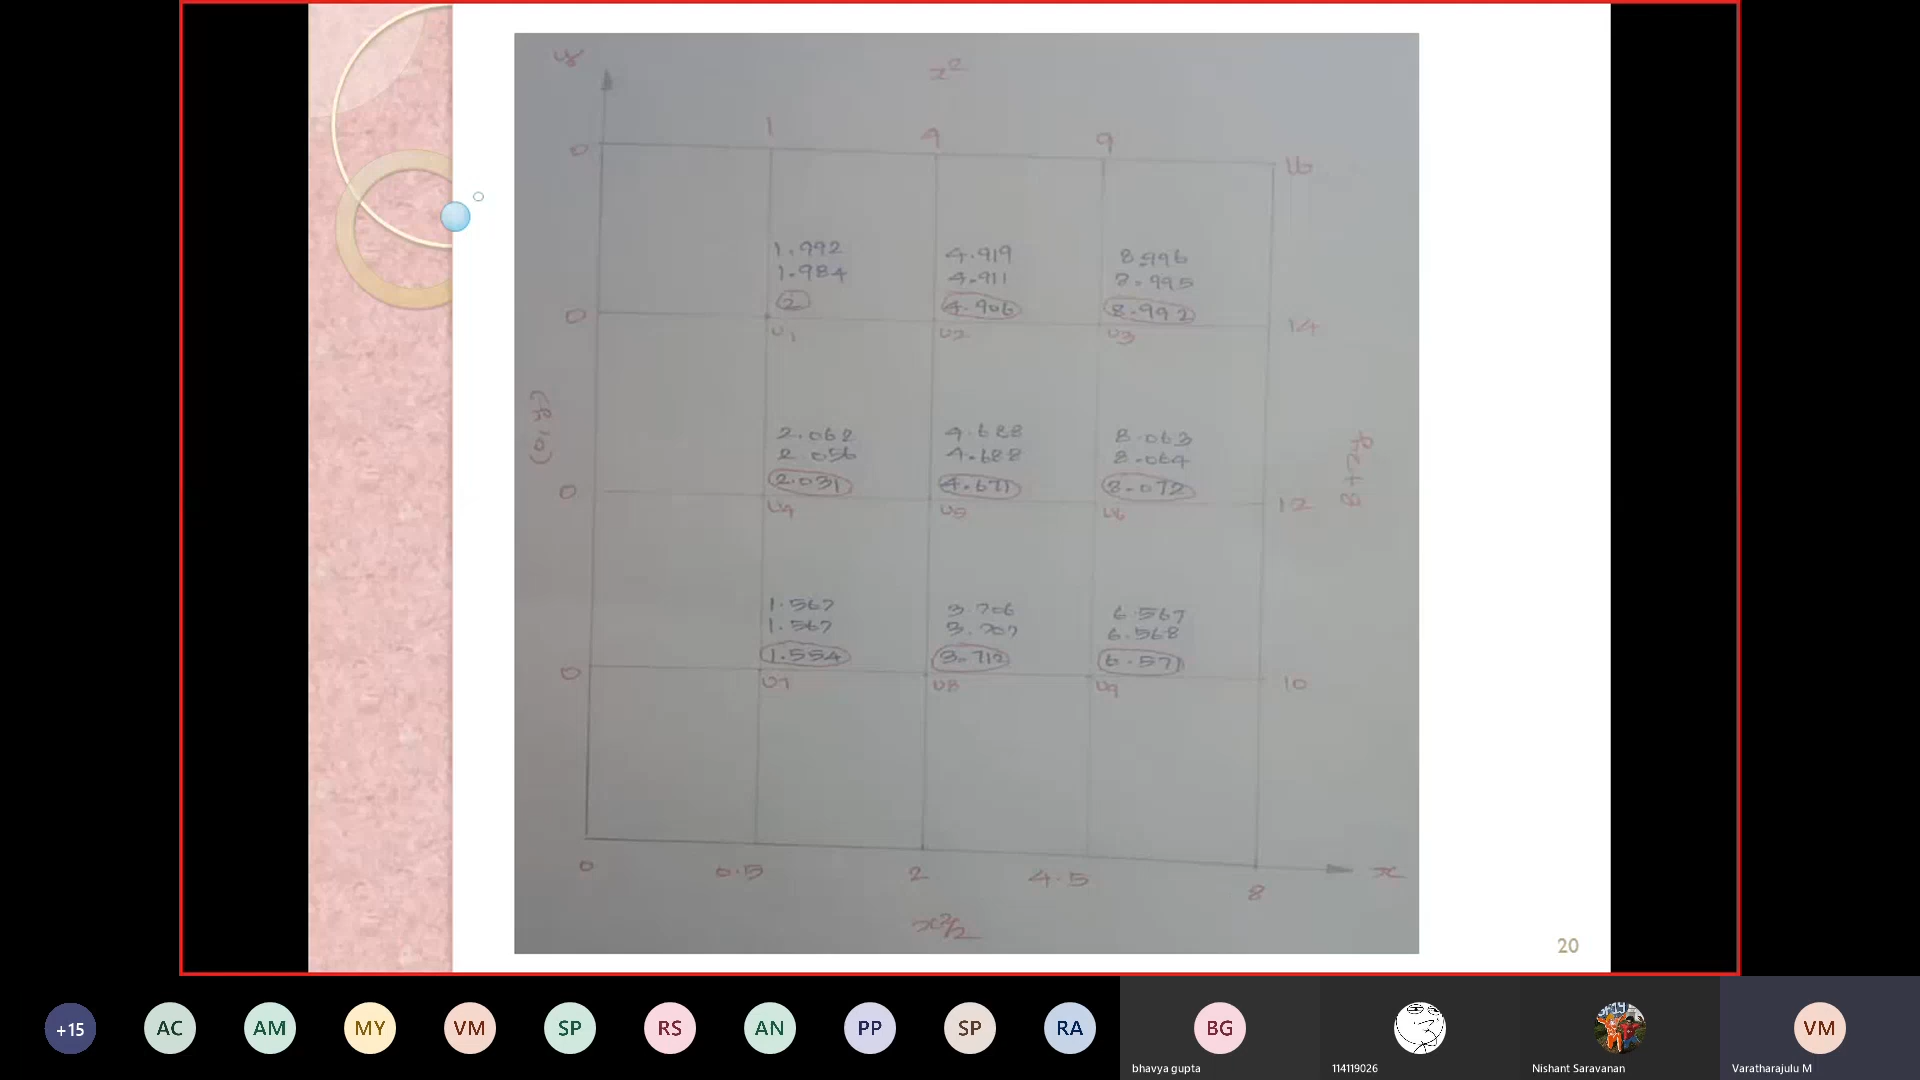 y
x²
1 4 9
0 16
1.992 4.919 8.996
1.984 4.911 8.995
2 4.906 8.992
0 14
U1 U2 U3
2.062 4.688 8.063
2.056 4.688 8.064
2.031 4.671 8.072
8+2y
0 12
U4 U5 U6
1.567 3.706 6.567
1.567 3.707 6.568
1.554 3.712 6.571
0 10
U7 U8 U9
0 0.5 2 4.5 8 x
x²/2
20
+15 AC AM MY VM SP RS AN PP SP RA BG VM
bhavya gupta 114119026 Nishant Saravanan Varatharajulu M